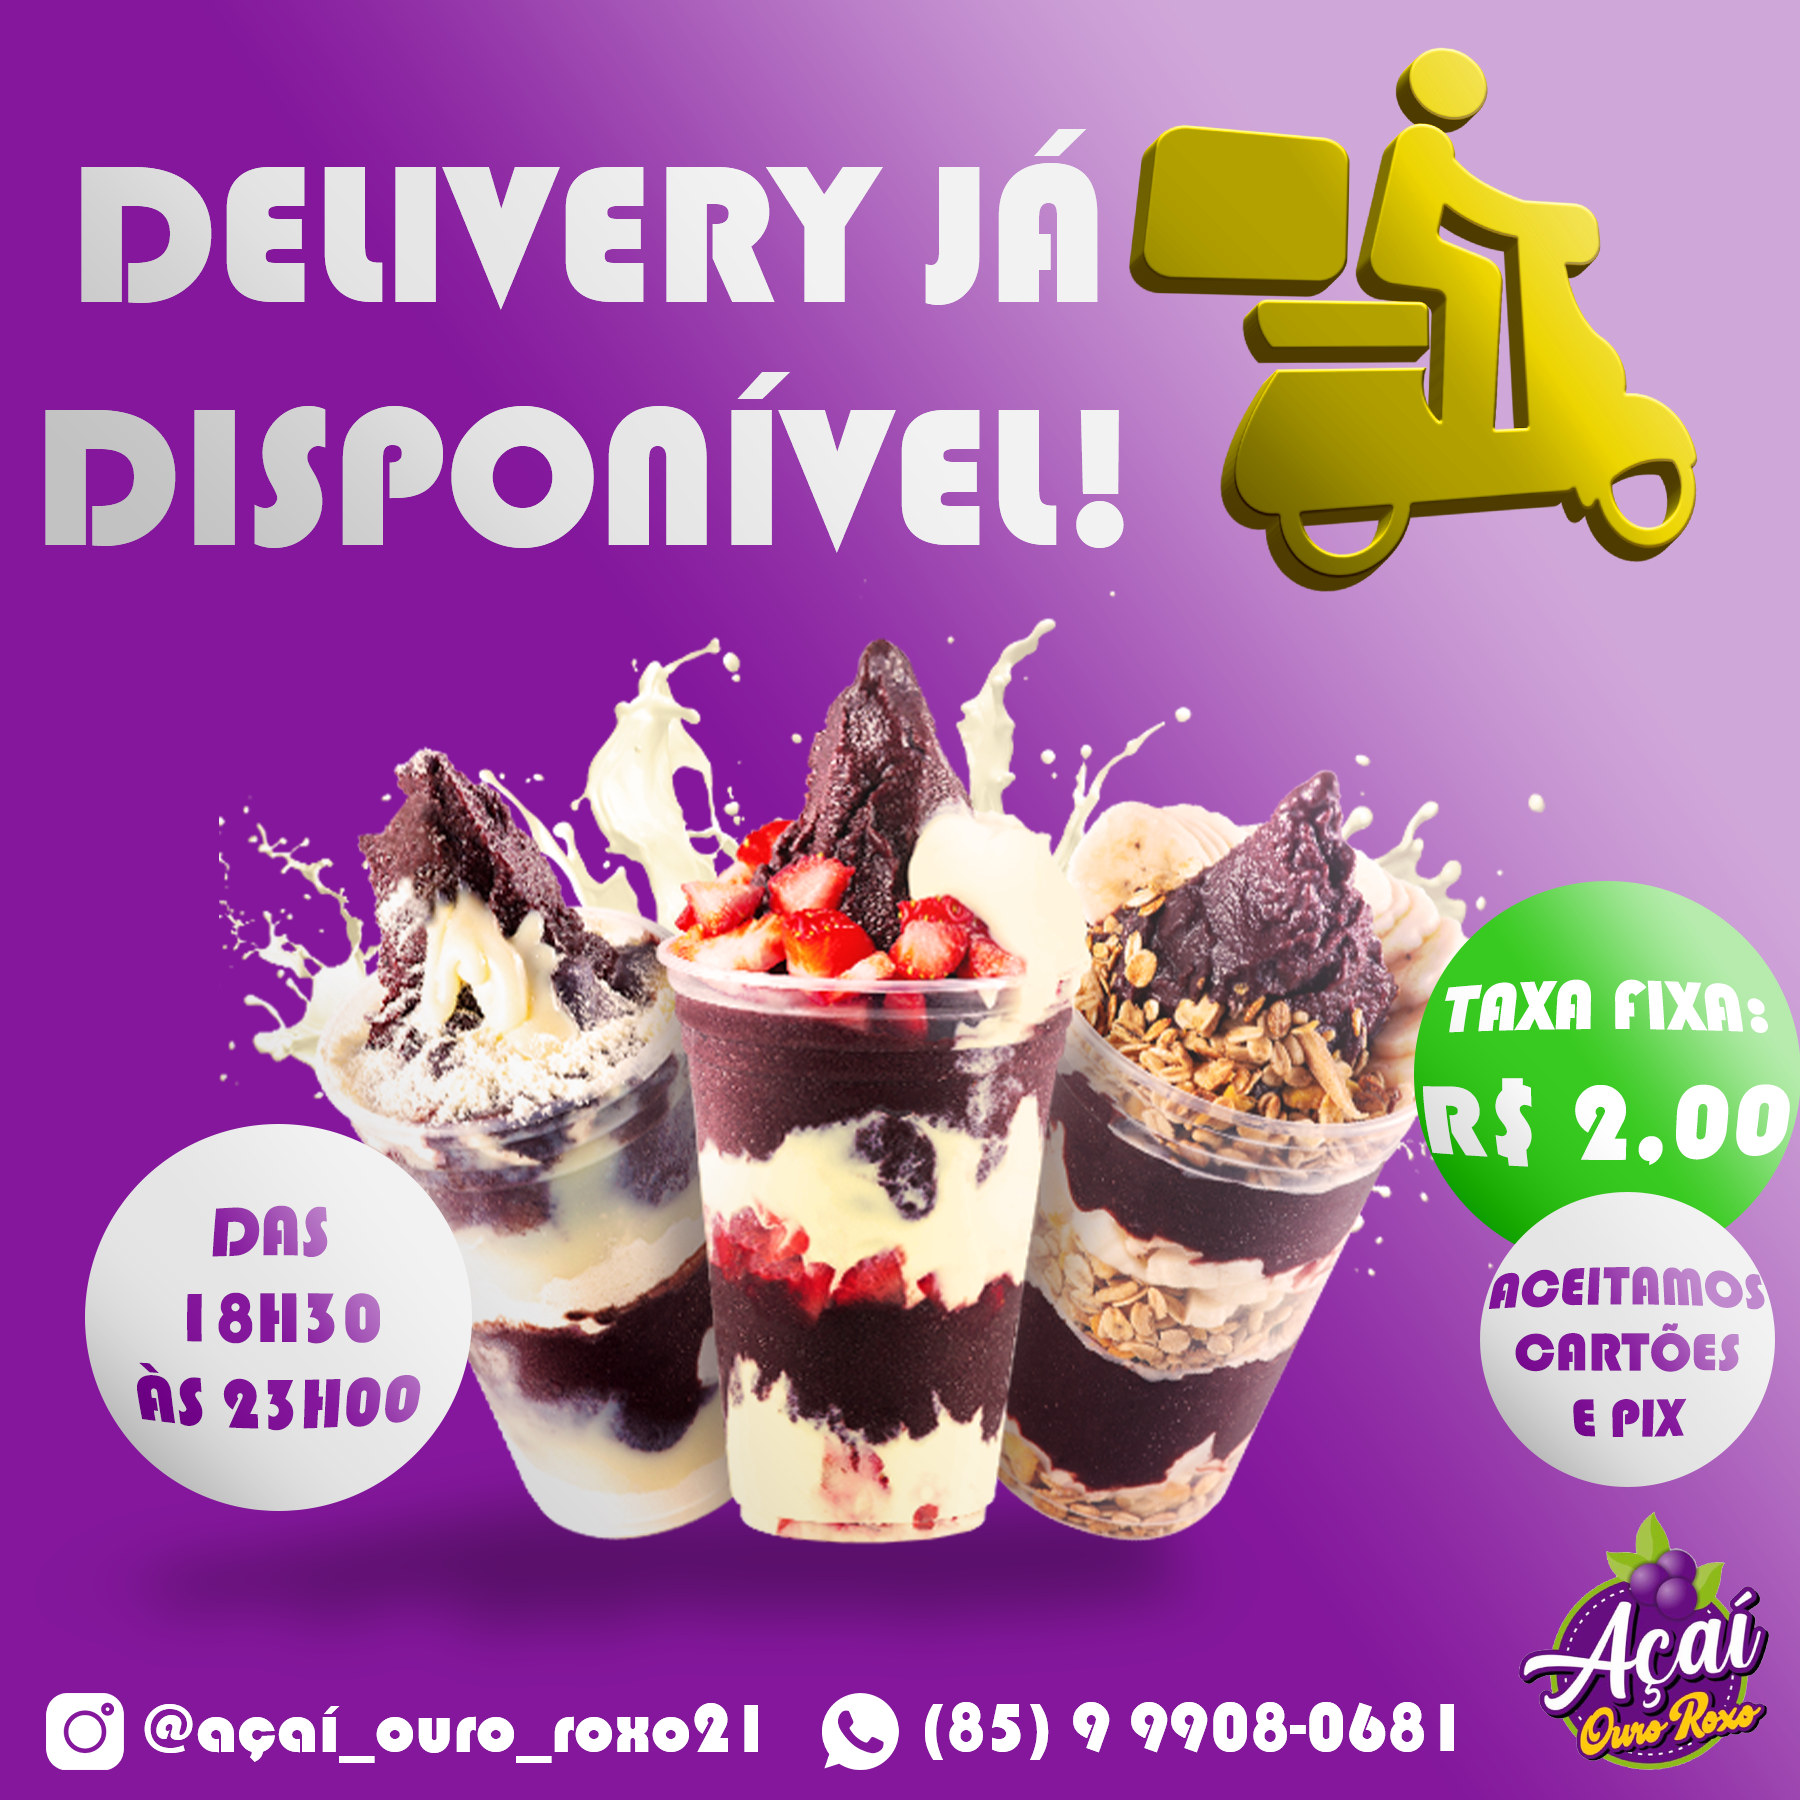 DELIVERY JÁ
DISPONÍVEL!
TAXA FIXA:
R$ 2,00
DAS
18H30
ÀS 23H00
ACEITAMOS
CARTÕES
E PIX
Açaí
Ouro Roxo
@açaí_ouro_roxo21
(85) 9 9908-0681